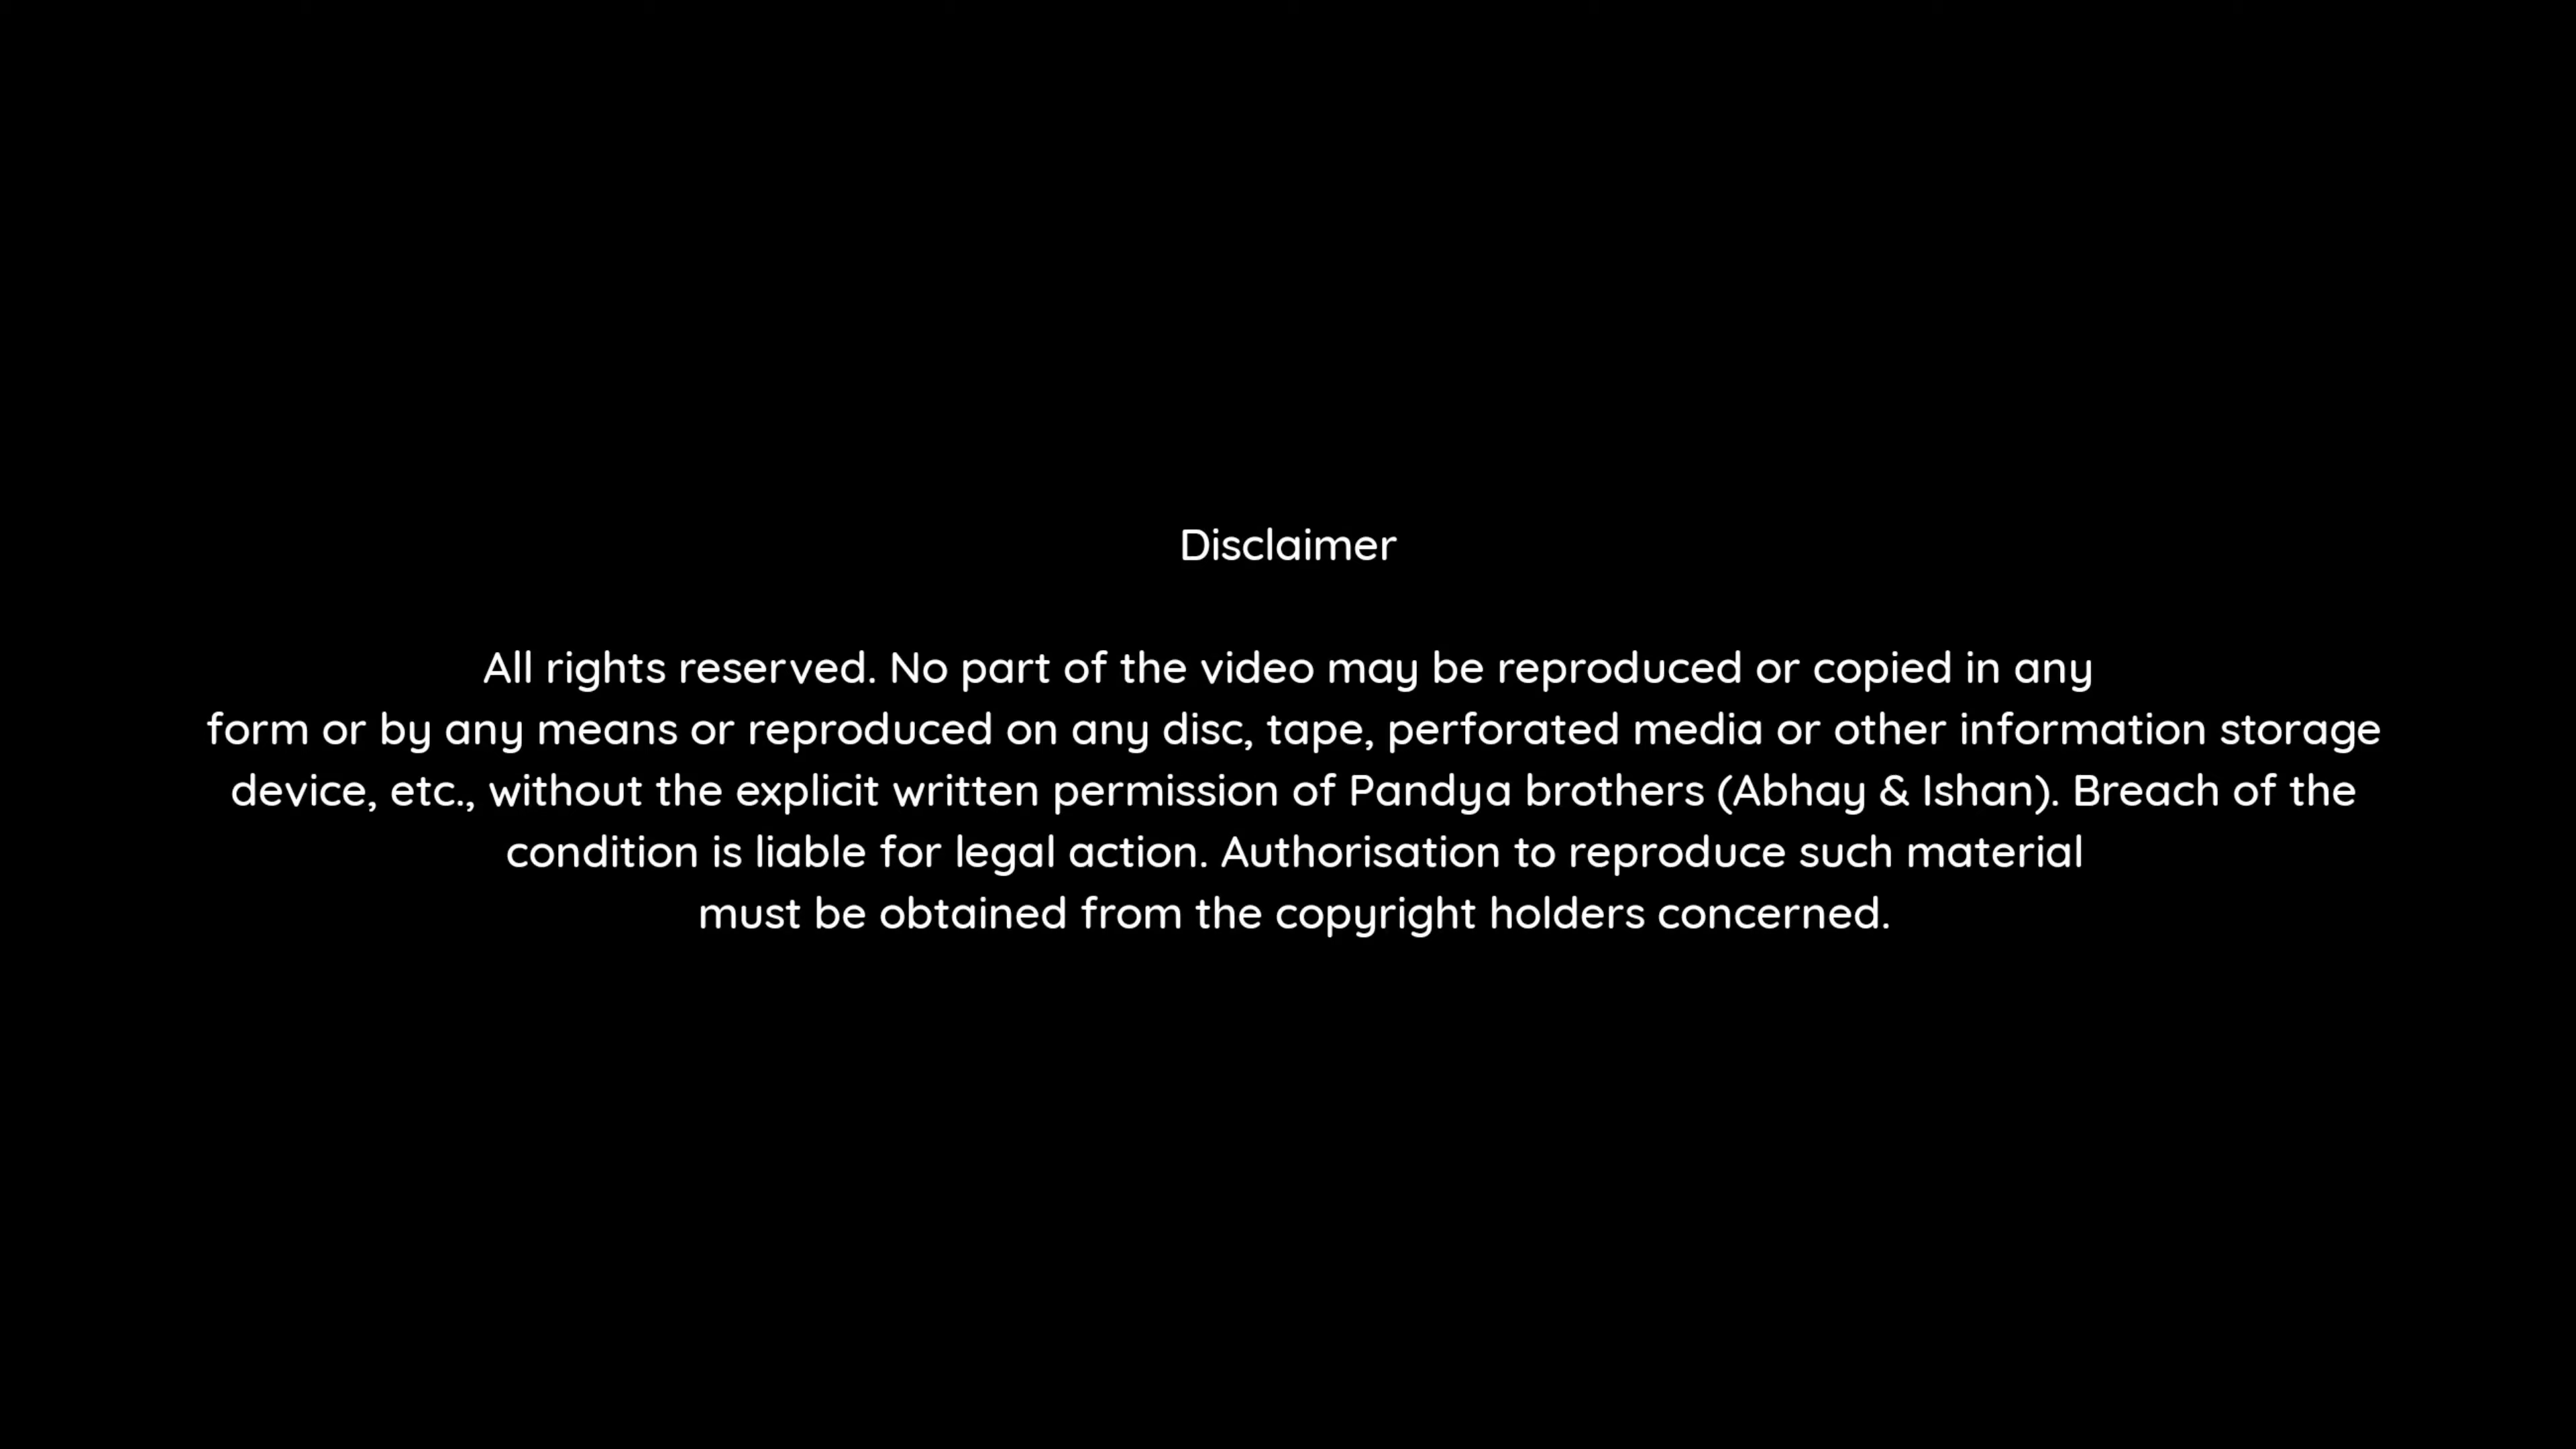 Disclaimer
All rights reserved. No part of the video may be reproduced or copied in any
form or by any means or reproduced on any disc, tape, perforated media or other information storage
device, etc., without the explicit written permission of Pandya brothers (Abhay & Ishan). Breach of the
condition is liable for legal action. Authorisation to reproduce such material
must be obtained from the copyright holders concerned.